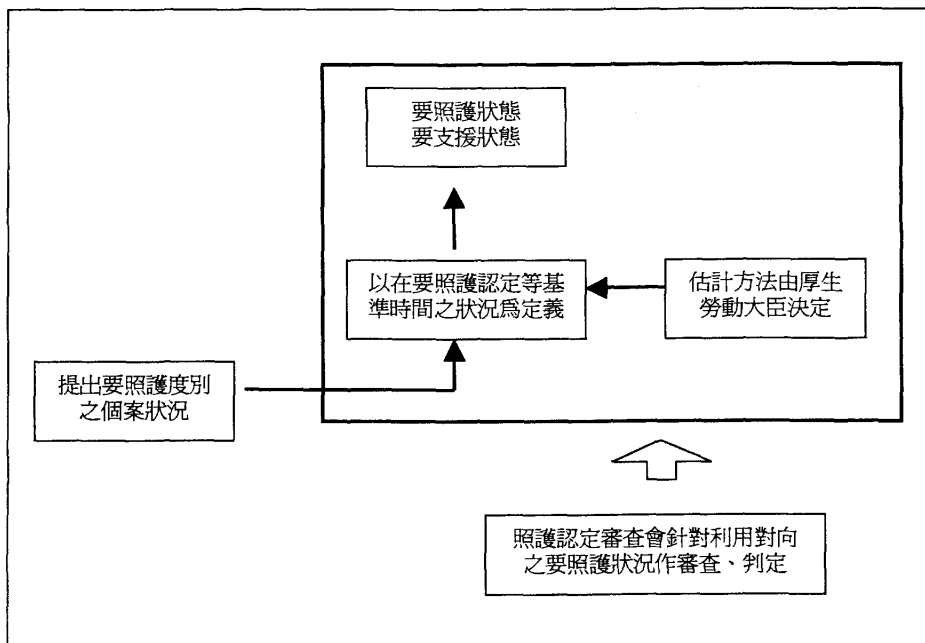 要照護狀態
要支援狀態
以在要照護認定等基
準時間之狀況爲定義
估計方法由厚生
勞動大臣決定
提出要照護度別
之個案狀況
照護認定審查會針對利用對向
之要照護狀況作審查、判定